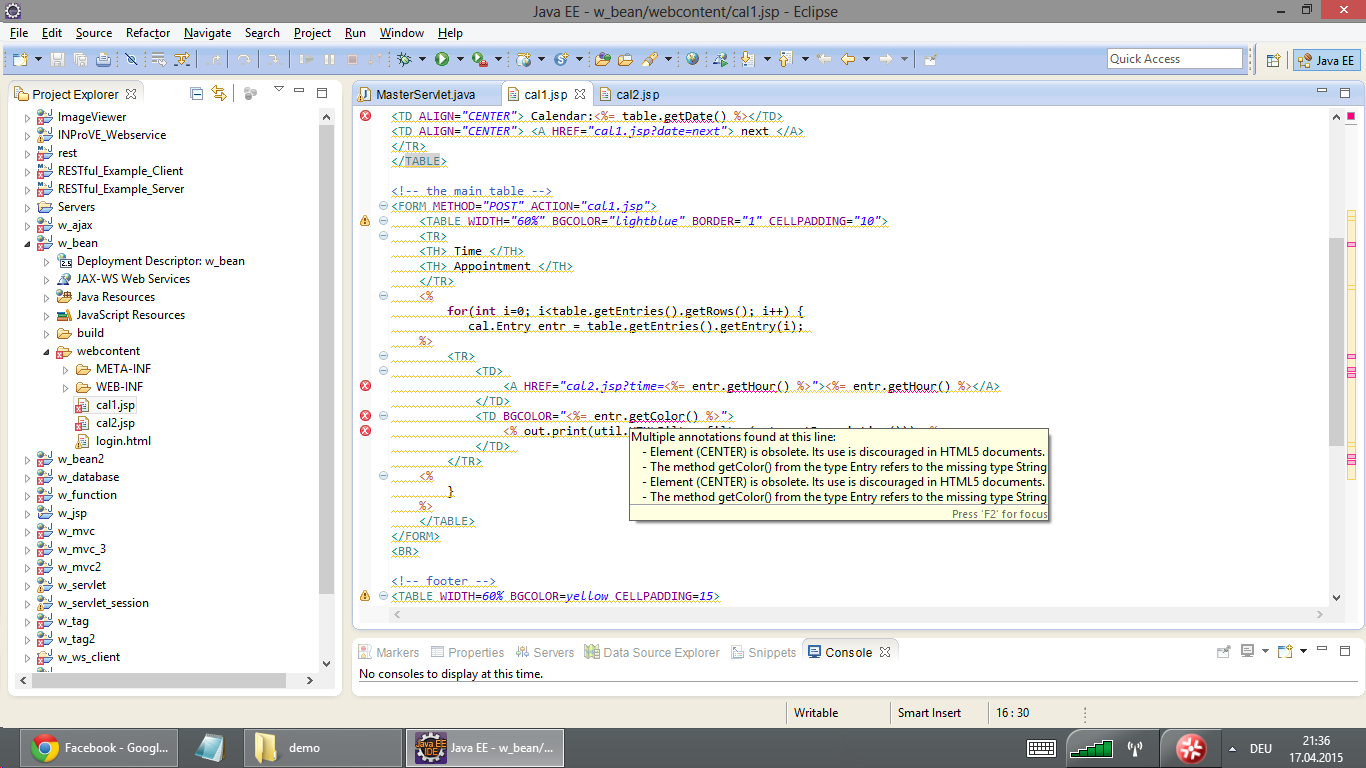 Java EE - w_bean/webcontent/cal1.jsp - Eclipse
File Edit Source Refactor Navigate Search Project Run Window Help
Quick Access
Java EE
Project Explorer
ImageViewer
INProVE_Webservice
rest
RESTful_Example_Client
RESTful_Example_Server
Servers
w_ajax
w_bean
Deployment Descriptor: w_bean
JAX-WS Web Services
Java Resources
JavaScript Resources
build
webcontent
META-INF
WEB-INF
cal1.jsp
cal2.jsp
login.html
w_bean2
w_database
w_function
w_jsp
w_mvc
w_mvc_3
w_mvc2
w_servlet
w_servlet_session
w_tag
w_tag2
w_ws_client
MasterServlet.java cal1.jsp cal2.jsp
<TD ALIGN="CENTER"> Calendar:<%= table.getDate() %></TD>
<TD ALIGN="CENTER"> <A HREF="cal1.jsp?date=next"> next </A>
</TR>
</TABLE>
<!-- the main table -->
<FORM METHOD="POST" ACTION="cal1.jsp">
<TABLE WIDTH="60%" BGCOLOR="lightblue" BORDER="1" CELLPADDING="10">
<TR>
<TH> Time </TH>
<TH> Appointment </TH>
</TR>
<%
for(int i=0; i<table.getEntries().getRows(); i++) {
cal.Entry entr = table.getEntries().getEntry(i);
%>
<TR>
<TD>
<A HREF="cal2.jsp?time=<%= entr.getHour() %>"><%= entr.getHour() %></A>
</TD>
<TD BGCOLOR="<%= entr.getColor() %>">
<% out.print(util.
</TD>
</TR>
<%
}
%>
</TABLE>
</FORM>
<BR>
<!-- footer -->
<TABLE WIDTH=60% BGCOLOR=yellow CELLPADDING=15>
Multiple annotations found at this line:
- Element (CENTER) is obsolete. Its use is discouraged in HTML5 documents.
- The method getColor() from the type Entry refers to the missing type String
- Element (CENTER) is obsolete. Its use is discouraged in HTML5 documents.
- The method getColor() from the type Entry refers to the missing type String
Press 'F2' for focus
Markers Properties Servers Data Source Explorer Snippets Console
No consoles to display at this time.
Writable Smart Insert 16 : 30
Facebook - Googl... demo Java EE - w_bean/... DEU 21:36
17.04.2015